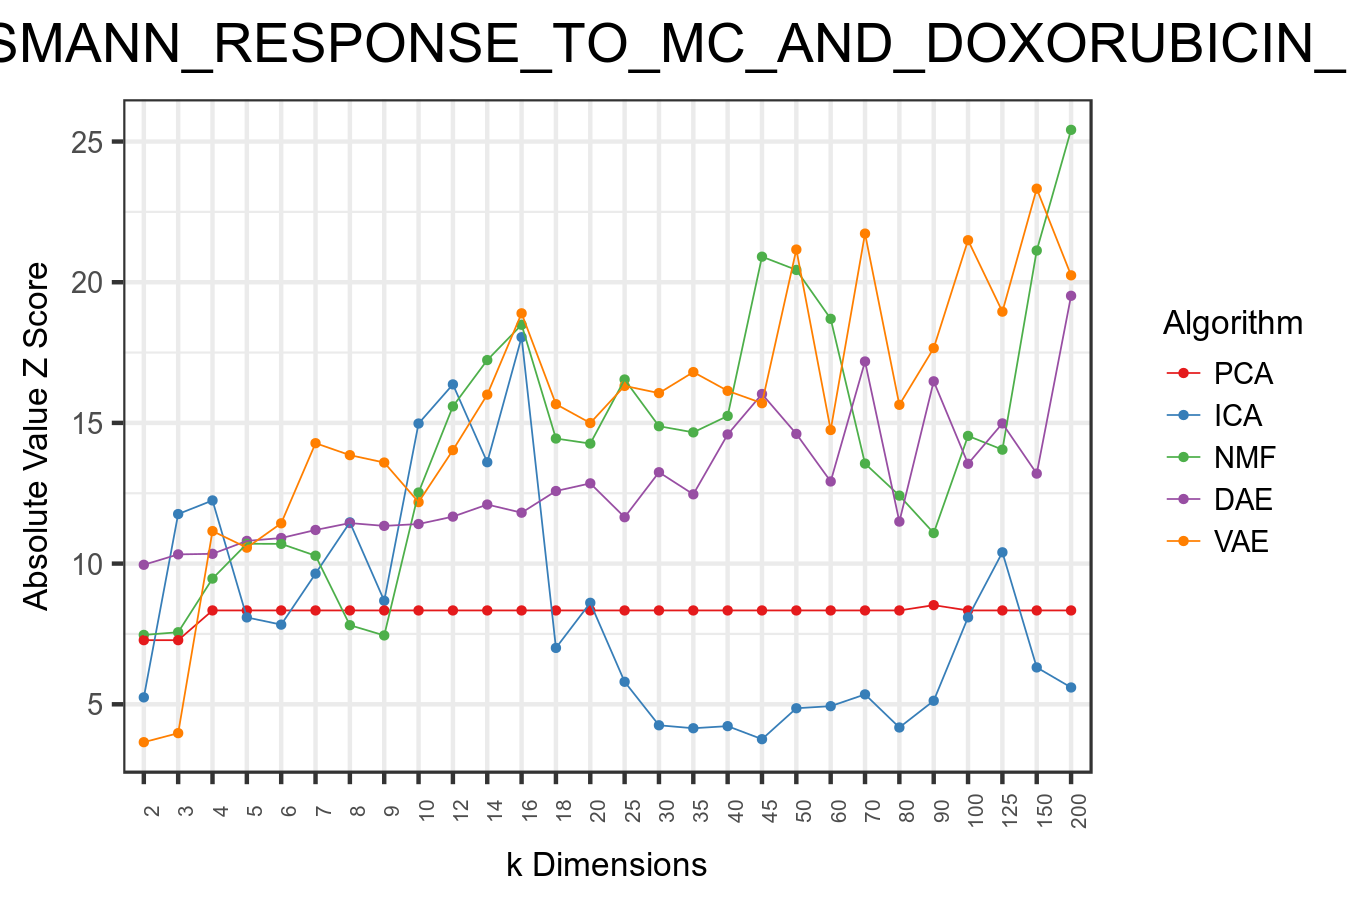 SMANN_RESPONSE_TO_MC_AND_DOXORUBICIN_
25
20
15
10
5
Absolute Value Z Score
2 3 4 5 6 7 8 9 10 12 14 16 18 20 25 30 35 40 45 50 60 70 80 90 100 125 150 200
k Dimensions
Algorithm
PCA
ICA
NMF
DAE
VAE